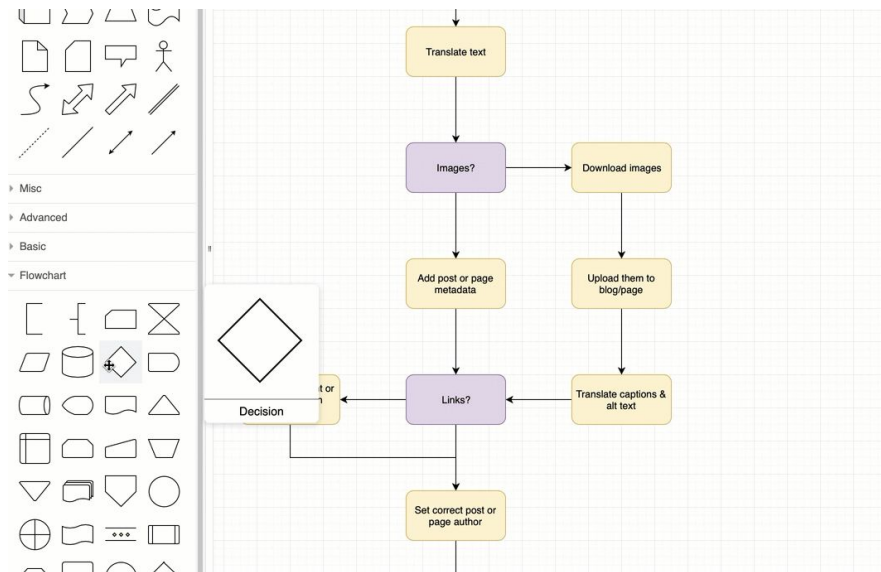 Misc
Advanced
Basic
Flowchart
Decision
Translate text
Images?
Download images
Add post or page
metadata
Upload them to
blog/page
or
Links?
Translate captions &
alt text
Set correct post or
page author